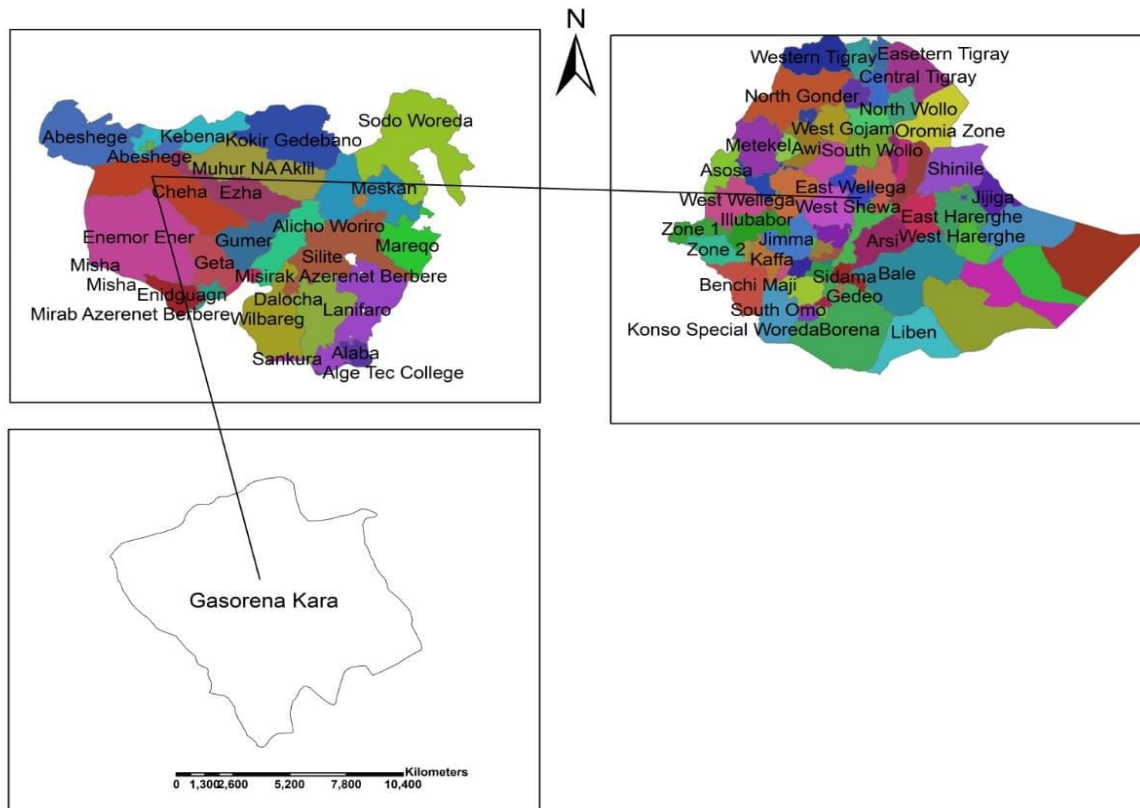 N
Sodo Woreda
Abeshege
Kebena
Kokir Gedebano
Abeshege
Muhur NA Aklil
Cheha
Ezha
Meskan
Enemor Ener
Gumer
Alicho Woriro
Mareqo
Misha
Geta
Silite
Misirak Azerenet Berbere
Misha
Enidguagn
Dalocha
Mirab Azerenet Berbere
Wilbareg
Lanifaro
Sankura
Alaba
Alge Tec College
Western Tigray
Easetern Tigray
Central Tigray
North Gonder
North Wollo
West Gojam
Oromia Zone
Metekel
Awi
South Wollo
Asosa
Shinile
East Wellega
Jijiga
West Wellega
West Shewa
Illubabor
East Harerghe
Zone 1
Jimma
Arsi
West Harerghe
Zone 2
Kaffa
Sidama
Bale
Benchi Maji
Gedeo
South Omo
Konso Special Woreda
Borena
Liben
Gasorena Kara
Kilometers
0 1,300 2,600 5,200 7,800 10,400